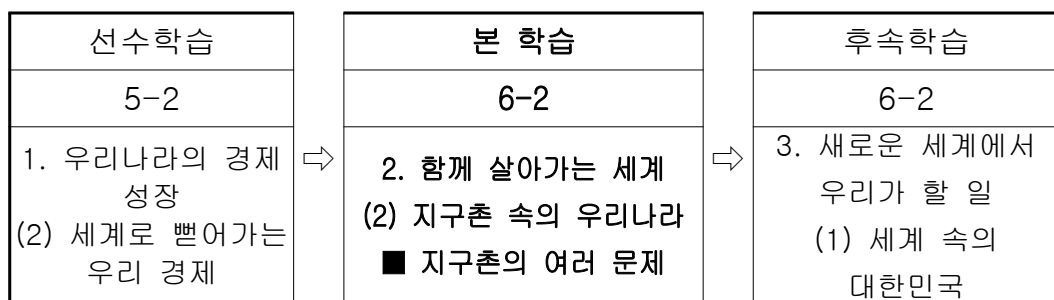 선수학습
5-2
1. 우리나라의 경제
성장
(2) 세계로 뻗어가는
우리 경제
⇨
본 학습
6-2
2. 함께 살아가는 세계
(2) 지구촌 속의 우리나라
■ 지구촌의 여러 문제
⇨
후속학습
6-2
3. 새로운 세계에서
우리가 할 일
(1) 세계 속의
대한민국